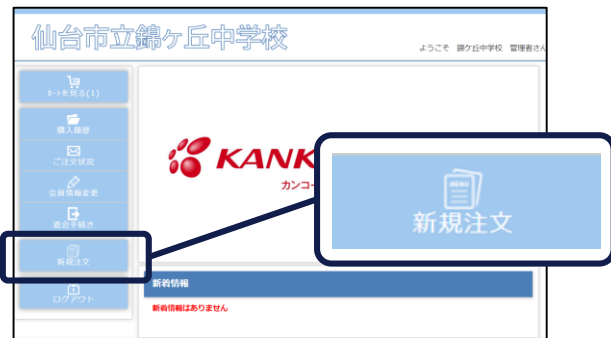 仙台市立錦ケ丘中学校
ようこそ 錦ケ丘中学校 管理者さん
カートを見る(1)
購入履歴
ご注文状況
会員情報変更
退会手続き
新規注文
ログアウト
KANK
カンコー
MENU
新規注文
新着情報
新着情報はありません